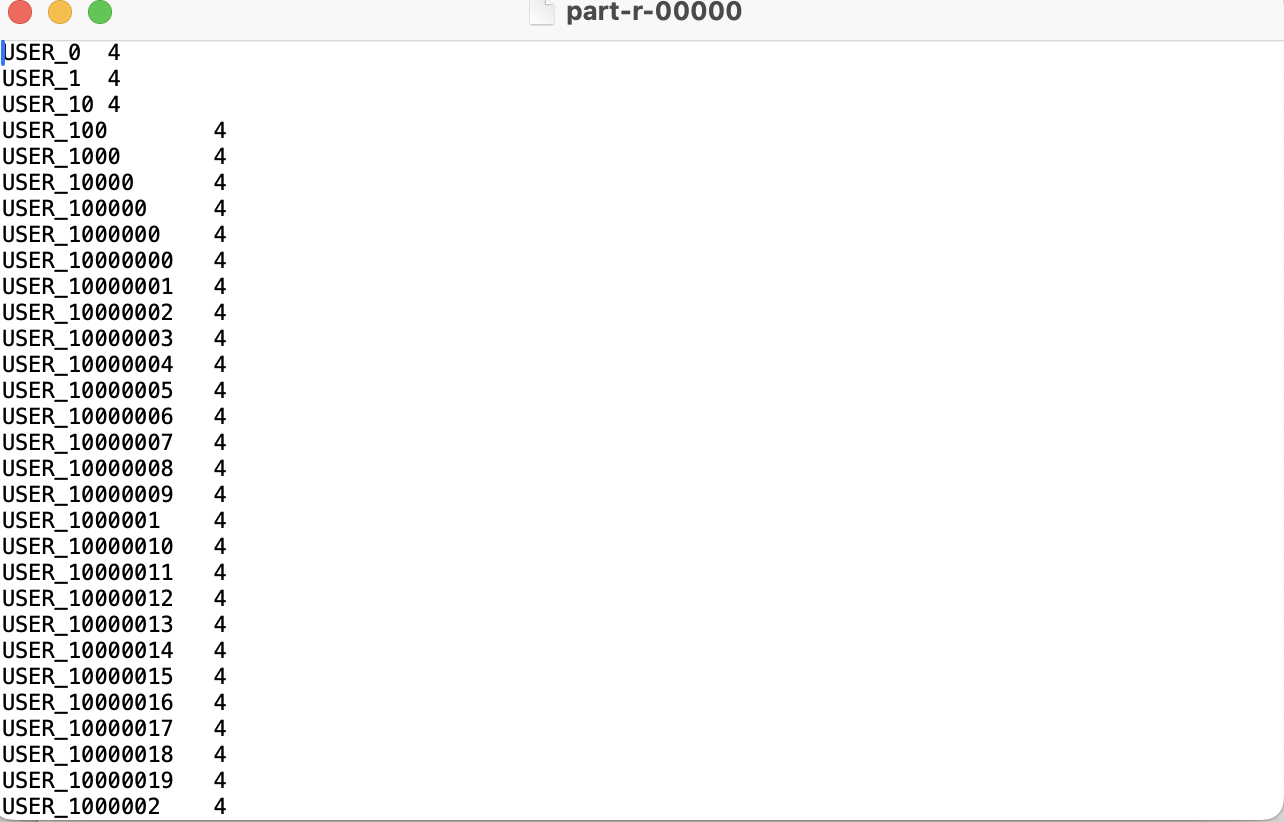 part-r-00000
USER_0	4
USER_1	4
USER_10	4
USER_100	4
USER_1000	4
USER_10000	4
USER_100000	4
USER_1000000	4
USER_10000000	4
USER_10000001	4
USER_10000002	4
USER_10000003	4
USER_10000004	4
USER_10000005	4
USER_10000006	4
USER_10000007	4
USER_10000008	4
USER_10000009	4
USER_1000001	4
USER_10000010	4
USER_10000011	4
USER_10000012	4
USER_10000013	4
USER_10000014	4
USER_10000015	4
USER_10000016	4
USER_10000017	4
USER_10000018	4
USER_10000019	4
USER_1000002	4